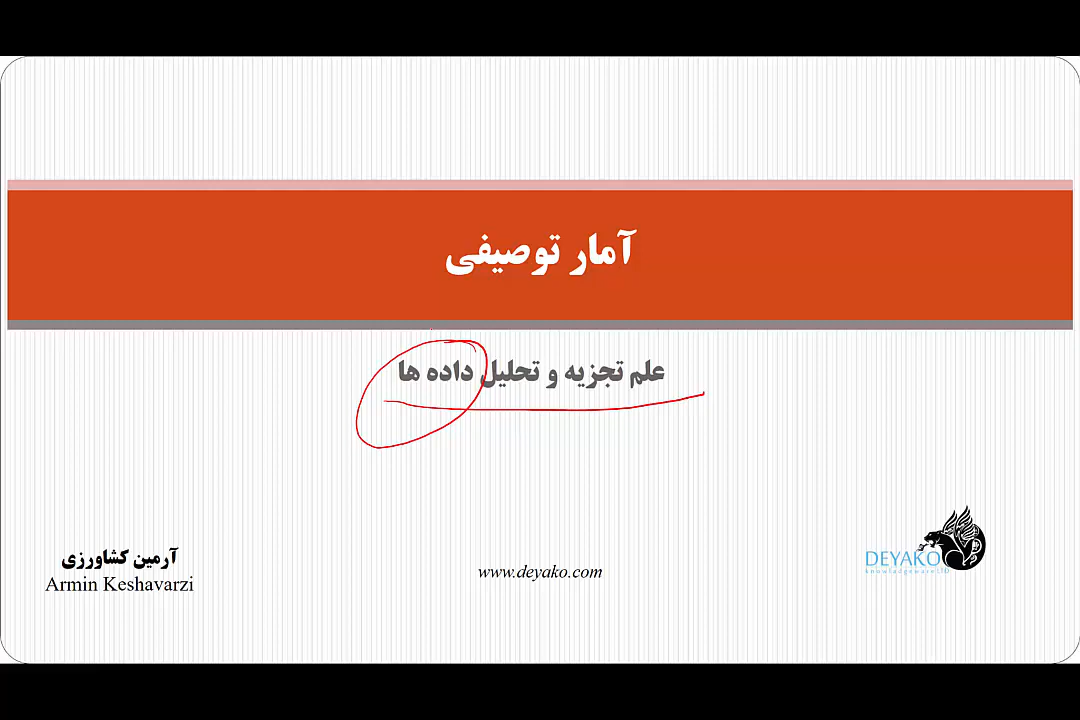 آمار توصیفی
علم تجزیه و تحلیل داده ها
آرمین کشاورزی
Armin Keshavarzi
www.deyako.com
DEYAKO